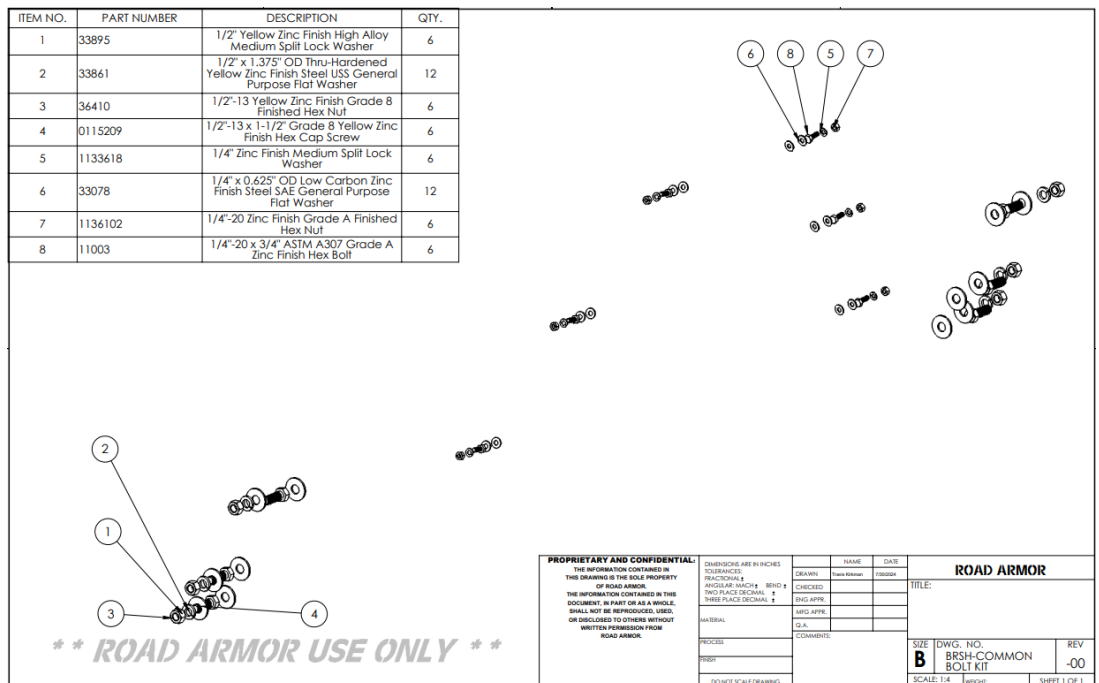 ITEM NO. PART NUMBER DESCRIPTION QTY.
1 33895 1/2" Yellow Zinc Finish High Alloy Medium Split Lock Washer 6
2 33861 1/2" x 1.375" OD Thru-Hardened Yellow Zinc Finish Steel USS General Purpose Flat Washer 12
3 36410 1/2"-13 Yellow Zinc Finish Grade 8 Finished Hex Nut 6
4 0115209 1/2"-13 x 1-1/2" Grade 8 Yellow Zinc Finish Hex Cap Screw 6
5 1133618 1/4" Zinc Finish Medium Split Lock Washer 6
6 33078 1/4" x 0.625" OD Low Carbon Zinc Finish Steel SAE General Purpose Flat Washer 12
7 1136102 1/4"-20 Zinc Finish Grade A Finished Hex Nut 6
8 11003 1/4"-20 x 3/4" ASTM A307 Grade A Zinc Finish Hex Bolt 6
6 8 5 7
2
1
3 4
** ROAD ARMOR USE ONLY **
PROPRIETARY AND CONFIDENTIAL:
THE INFORMATION CONTAINED IN
THIS DRAWING IS THE SOLE PROPERTY
OF ROAD ARMOR.
THE INFORMATION CONTAINED IN THIS
DOCUMENT, IN PART OR AS A WHOLE,
SHALL NOT BE REPRODUCED, USED,
OR DISCLOSED TO OTHERS WITHOUT
WRITTEN PERMISSION FROM
ROAD ARMOR.
DIMENSIONS ARE IN INCHES
TOLERANCES:
FRACTIONAL ±
ANGULAR: MACH ± BEND ±
TWO PLACE DECIMAL ±
THREE PLACE DECIMAL ±
MATERIAL
PROCESS
FINISH
DO NOT SCALE DRAWING
NAME DATE
DRAWN Travis 7/30/2024
CHECKED
ENG APPR.
MFG APPR.
Q.A.
COMMENTS:
ROAD ARMOR
TITLE:
SIZE DWG. NO. REV
B BRSH-COMMON BOLT KIT -00
SCALE: 1:4 WEIGHT: SHEET 1 OF 1